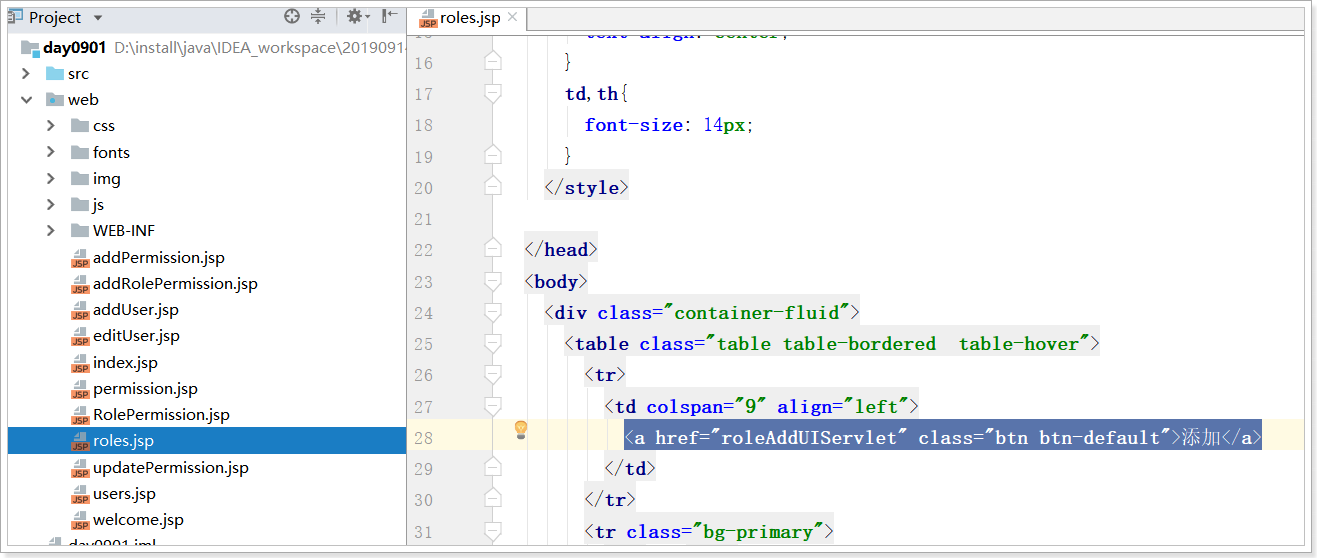 Project
day0901 D:\install\java\IDEA_workspace\2019091
src
web
css
fonts
img
js
WEB-INF
addPermission.jsp
addRolePermission.jsp
addUser.jsp
editUser.jsp
index.jsp
permission.jsp
RolePermission.jsp
roles.jsp
updatePermission.jsp
users.jsp
welcome.jsp
day0901.iml
roles.jsp
text-align: center;
16 }
17 td,th{
18 font-size: 14px;
19 }
20 </style>
21
22 </head>
23 <body>
24 <div class="container-fluid">
25 <table class="table table-bordered  table-hover">
26 <tr>
27 <td colspan="9" align="left">
28 <a href="roleAddUIServlet" class="btn btn-default">添加</a>
29 </td>
30 </tr>
31 <tr class="bg-primary">